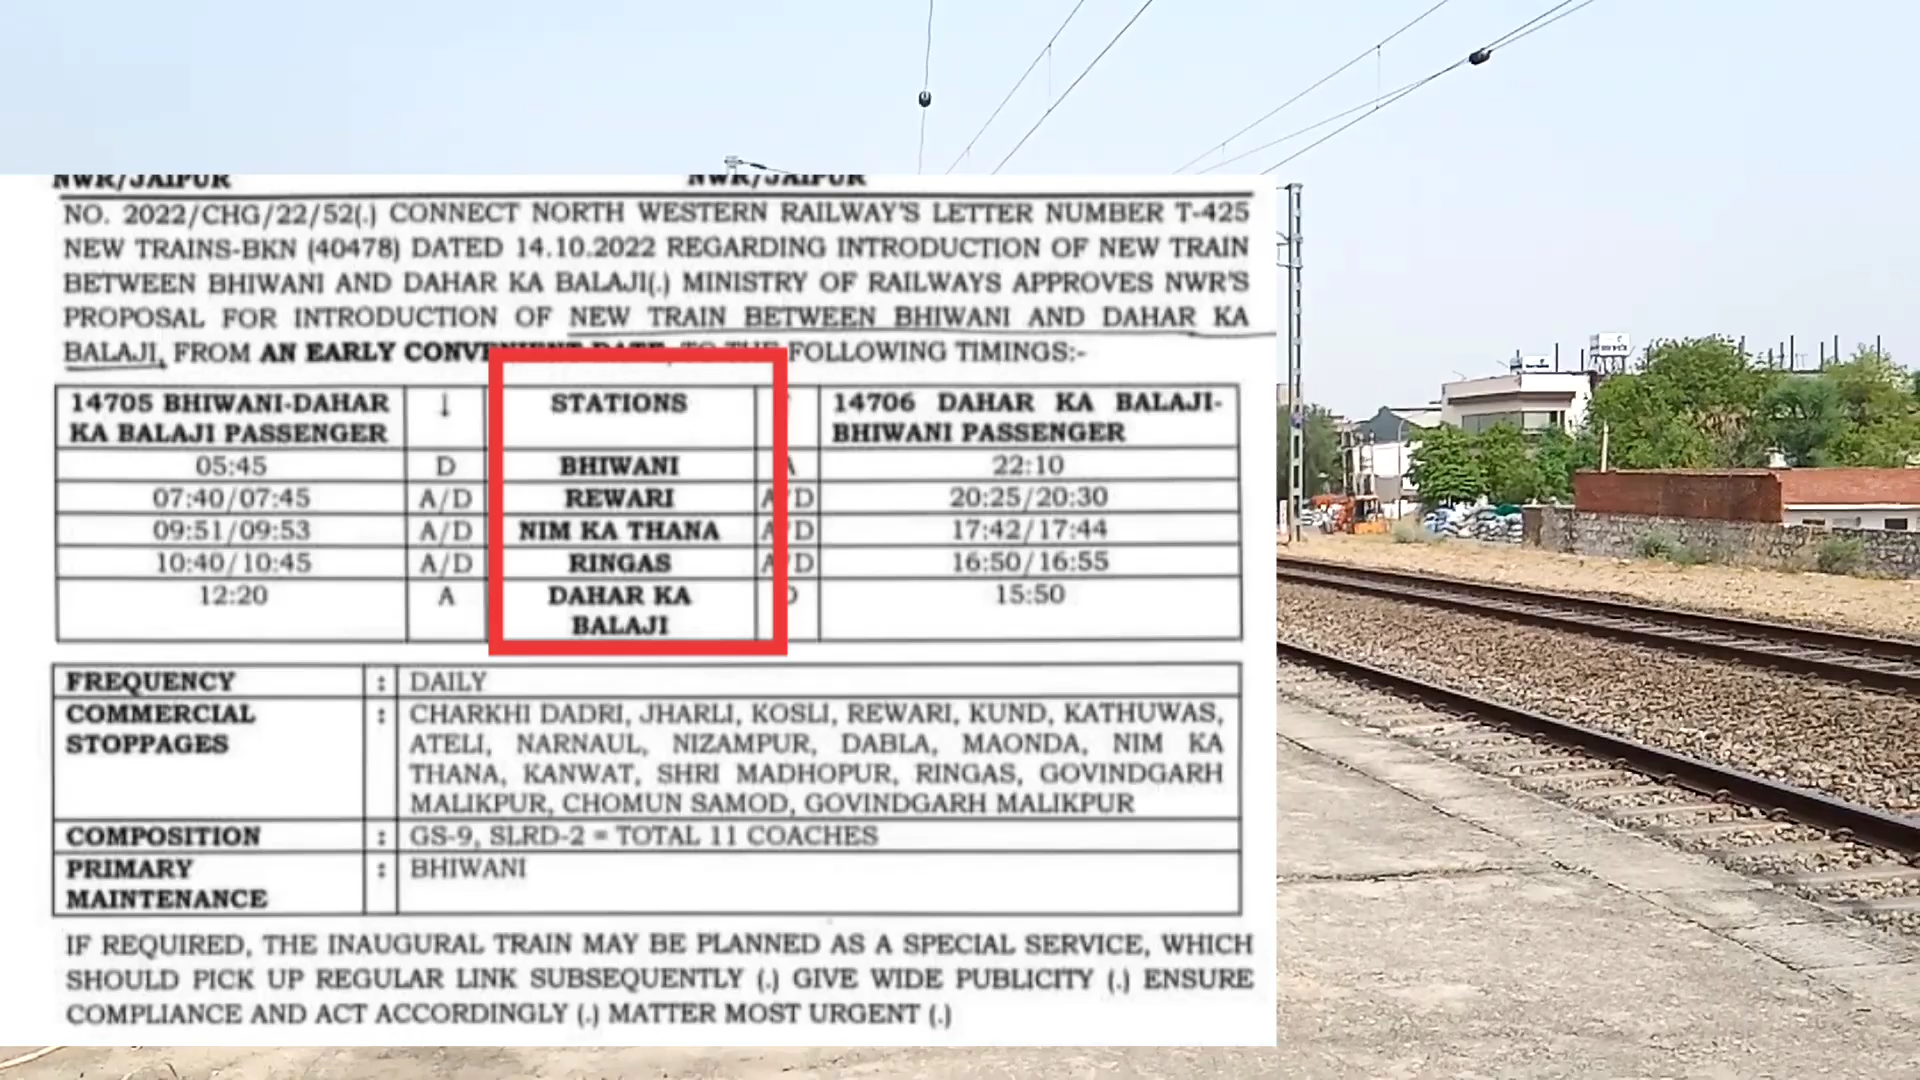 NWR/JAIPUR NWR/JAIPUR
NO. 2022/CHG/22/52(.) CONNECT NORTH WESTERN RAILWAY'S LETTER NUMBER T-425
NEW TRAINS-BKN (40478) DATED 14.10.2022 REGARDING INTRODUCTION OF NEW TRAIN
BETWEEN BHIWANI AND DAHAR KA BALAJI(.) MINISTRY OF RAILWAYS APPROVES NWR'S
PROPOSAL FOR INTRODUCTION OF NEW TRAIN BETWEEN BHIWANI AND DAHAR KA
BALAJI, FROM AN EARLY CONVENIENT DATE, TO THE FOLLOWING TIMINGS:-
14705 BHIWANI-DAHAR ↓ STATIONS 14706 DAHAR KA BALAJI-
KA BALAJI PASSENGER BHIWANI PASSENGER
05:45 D BHIWANI A 22:10
07:40/07:45 A/D REWARI A/D 20:25/20:30
09:51/09:53 A/D NIM KA THANA A/D 17:42/17:44
10:40/10:45 A/D RINGAS A/D 16:50/16:55
12:20 A DAHAR KA D 15:50
BALAJI
FREQUENCY : DAILY
COMMERCIAL : CHARKHI DADRI, JHARLI, KOSLI, REWARI, KUND, KATHUWAS,
STOPPAGES ATELI, NARNAUL, NIZAMPUR, DABLA, MAONDA, NIM KA
THANA, KANWAT, SHRI MADHOPUR, RINGAS, GOVINDGARH
MALIKPUR, CHOMUN SAMOD, GOVINDGARH MALIKPUR
COMPOSITION : GS-9, SLRD-2 = TOTAL 11 COACHES
PRIMARY : BHIWANI
MAINTENANCE
IF REQUIRED, THE INAUGURAL TRAIN MAY BE PLANNED AS A SPECIAL SERVICE, WHICH
SHOULD PICK UP REGULAR LINK SUBSEQUENTLY (.) GIVE WIDE PUBLICITY (.) ENSURE
COMPLIANCE AND ACT ACCORDINGLY (.) MATTER MOST URGENT (.)